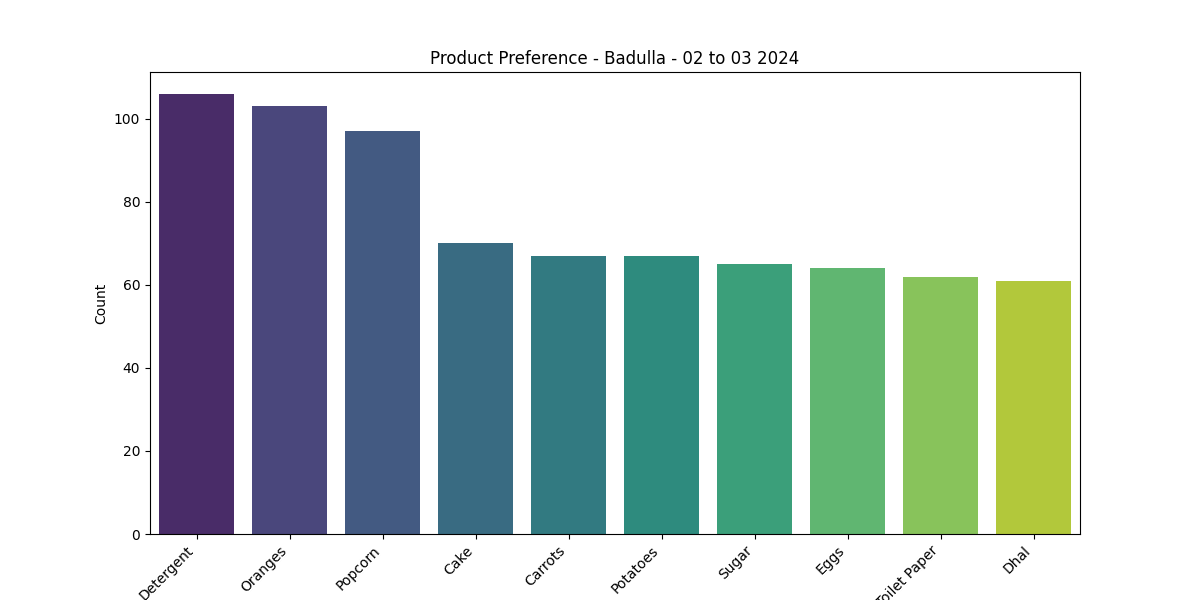 Product Preference - Badulla - 02 to 03 2024
Count
100
80
60
40
20
0
Detergent
Oranges
Popcorn
Cake
Carrots
Potatoes
Sugar
Eggs
Toilet Paper
Dhal